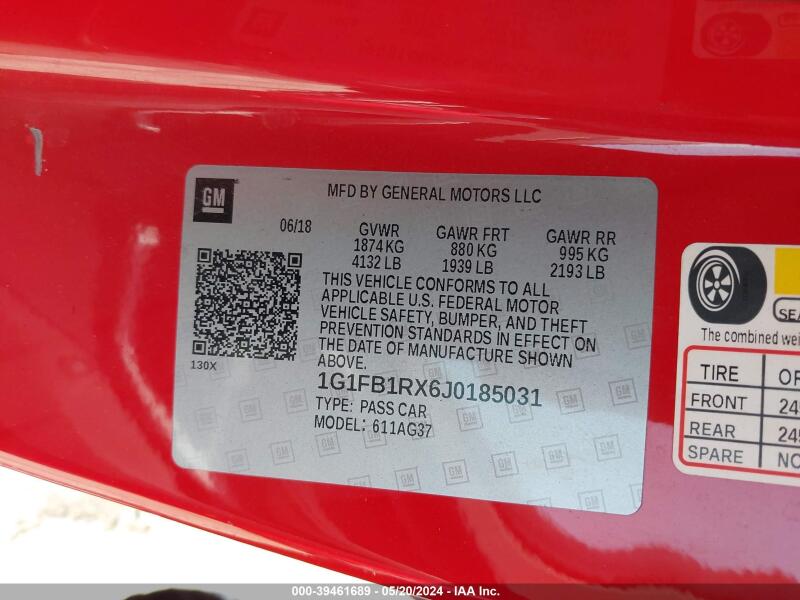 GM
MFD BY GENERAL MOTORS LLC
06/18
GVWR GAWR FRT GAWR RR
1874 KG 880 KG 995 KG
4132 LB 1939 LB 2193 LB
THIS VEHICLE CONFORMS TO ALL
APPLICABLE U.S. FEDERAL MOTOR
VEHICLE SAFETY, BUMPER, AND THEFT
PREVENTION STANDARDS IN EFFECT ON
THE DATE OF MANUFACTURE SHOWN
ABOVE.
130X
1G1FB1RX6J0185031
TYPE: PASS CAR
MODEL: 611AG37
The combined
TIRE
FRONT 24
REAR 245
SPARE
000-39461689 - 05/20/2024 - IAA Inc.